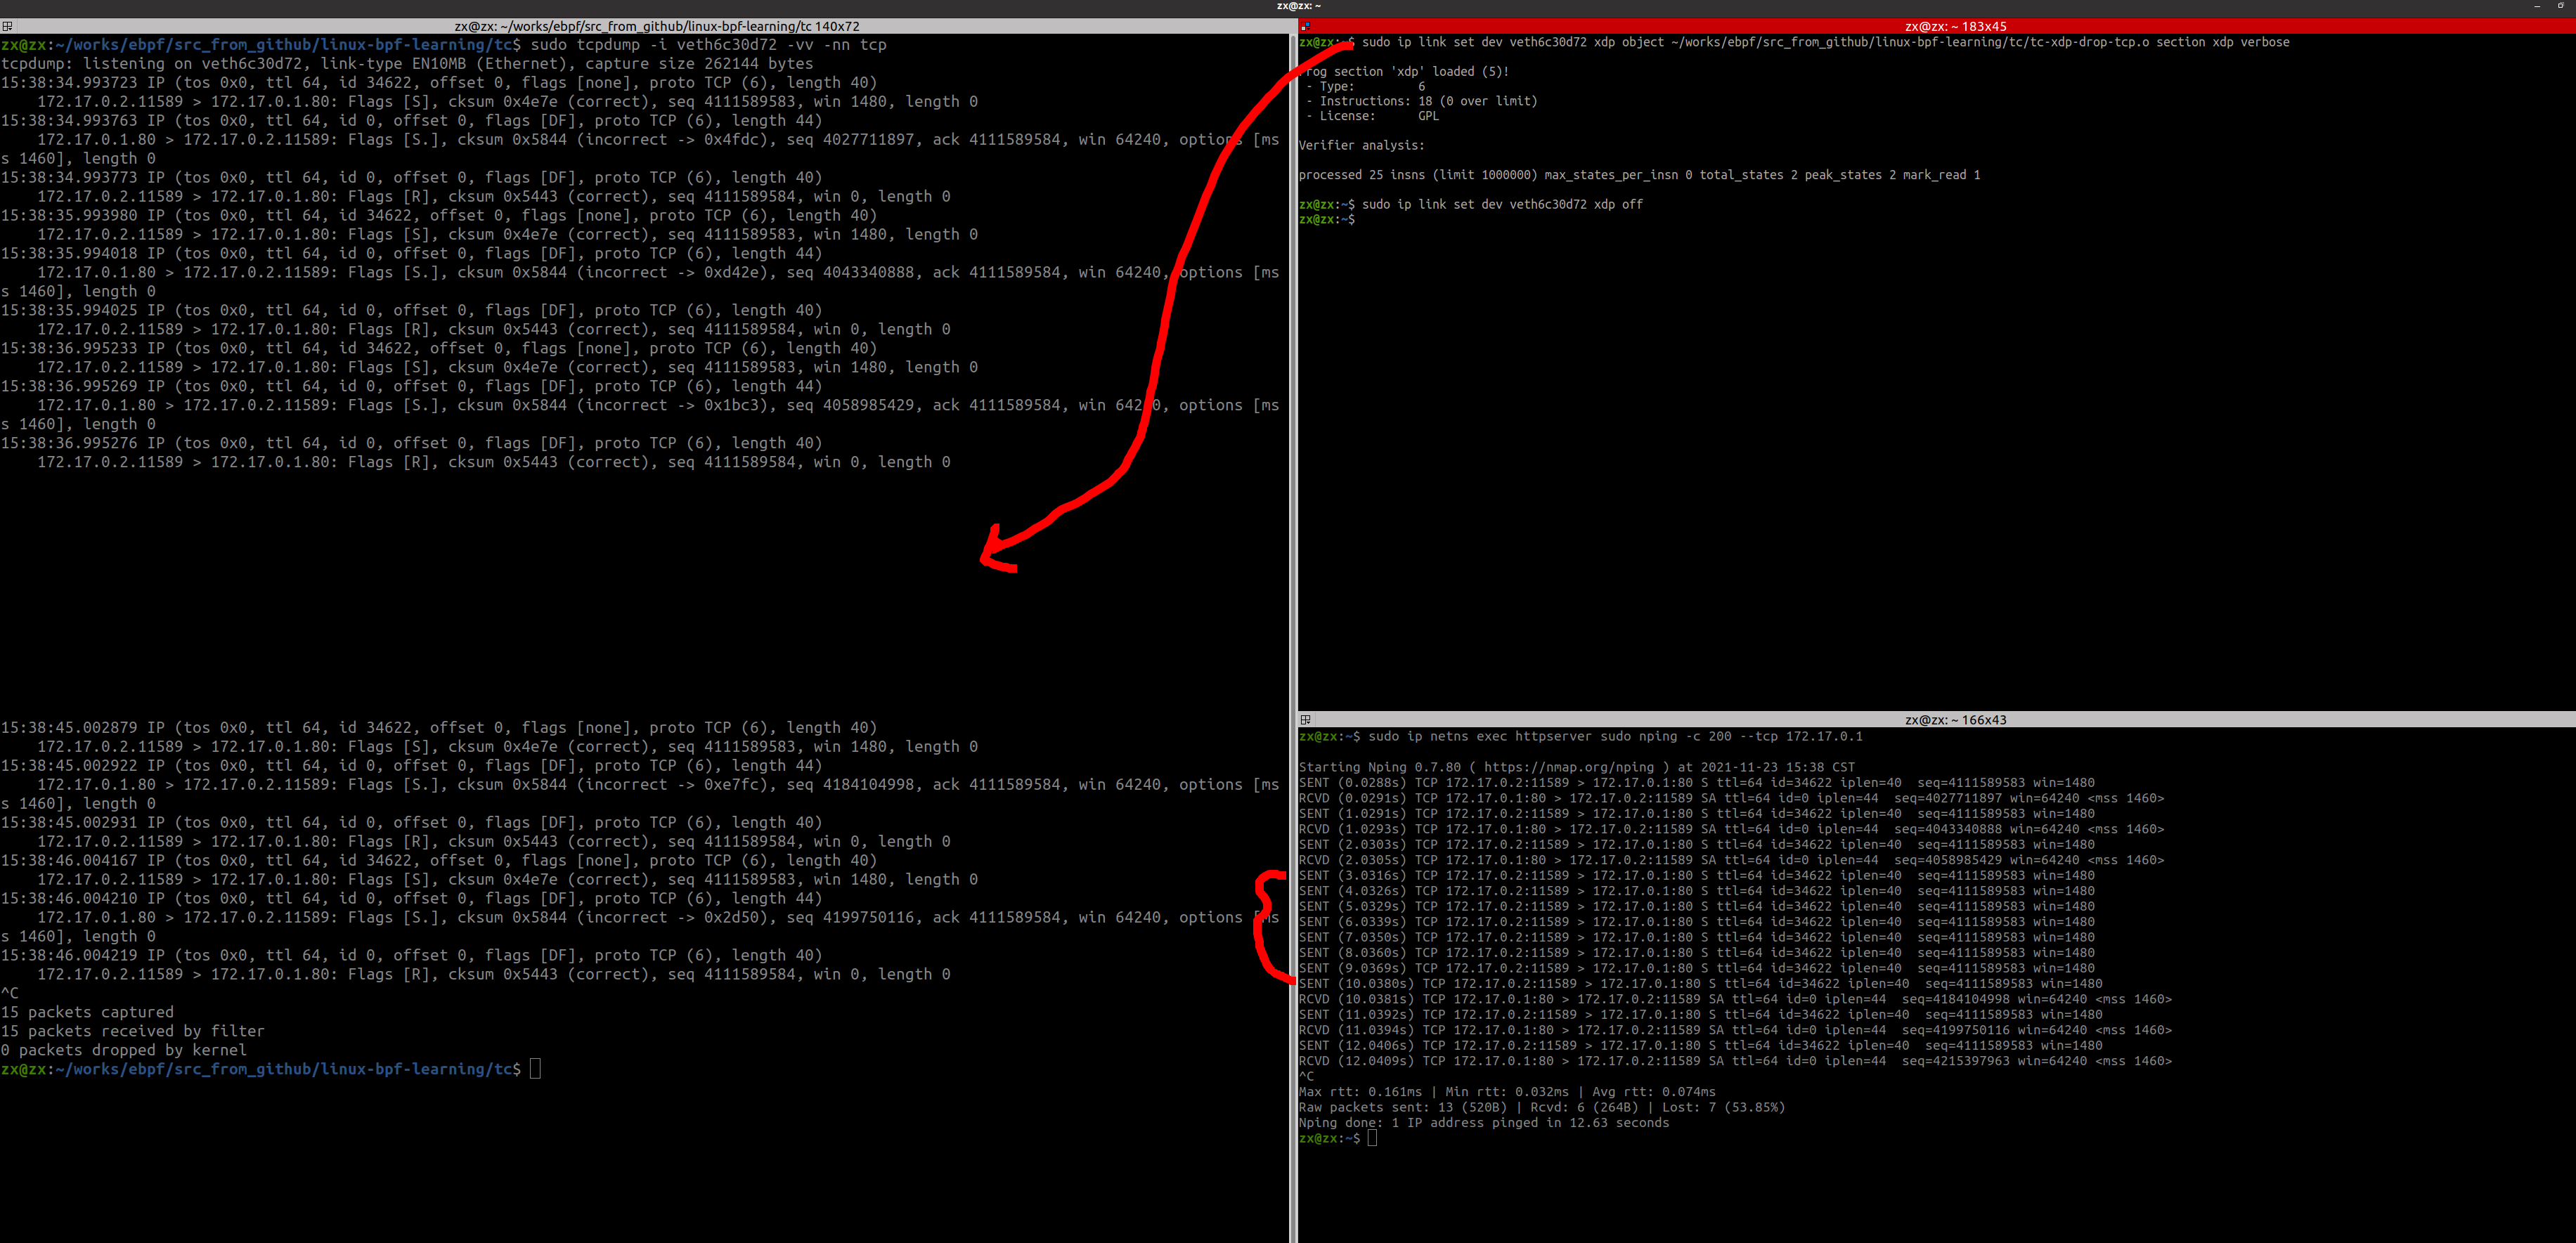 zx@zx: ~
zx@zx: ~/works/ebpf/src_from_github/linux-bpf-learning/tc 140x72
zx@zx:~/works/ebpf/src_from_github/linux-bpf-learning/tc$ sudo tcpdump -i veth6c30d72 -vv -nn tcp
tcpdump: listening on veth6c30d72, link-type EN10MB (Ethernet), capture size 262144 bytes
15:38:34.993723 IP (tos 0x0, ttl 64, id 34622, offset 0, flags [none], proto TCP (6), length 40)
    172.17.0.2.11589 > 172.17.0.1.80: Flags [S], cksum 0x4e7e (correct), seq 4111589583, win 1480, length 0
15:38:34.993763 IP (tos 0x0, ttl 64, id 0, offset 0, flags [DF], proto TCP (6), length 44)
    172.17.0.1.80 > 172.17.0.2.11589: Flags [S.], cksum 0x5844 (incorrect -> 0x4fdc), seq 4027711897, ack 4111589584, win 64240, options [ms
s 1460], length 0
15:38:34.993773 IP (tos 0x0, ttl 64, id 0, offset 0, flags [DF], proto TCP (6), length 40)
    172.17.0.2.11589 > 172.17.0.1.80: Flags [R], cksum 0x5443 (correct), seq 4111589584, win 0, length 0
15:38:35.993980 IP (tos 0x0, ttl 64, id 34622, offset 0, flags [none], proto TCP (6), length 40)
    172.17.0.2.11589 > 172.17.0.1.80: Flags [S], cksum 0x4e7e (correct), seq 4111589583, win 1480, length 0
15:38:35.994018 IP (tos 0x0, ttl 64, id 0, offset 0, flags [DF], proto TCP (6), length 44)
    172.17.0.1.80 > 172.17.0.2.11589: Flags [S.], cksum 0x5844 (incorrect -> 0xd42e), seq 4043340888, ack 4111589584, win 64240, options [ms
s 1460], length 0
15:38:35.994025 IP (tos 0x0, ttl 64, id 0, offset 0, flags [DF], proto TCP (6), length 40)
    172.17.0.2.11589 > 172.17.0.1.80: Flags [R], cksum 0x5443 (correct), seq 4111589584, win 0, length 0
15:38:36.995233 IP (tos 0x0, ttl 64, id 34622, offset 0, flags [none], proto TCP (6), length 40)
    172.17.0.2.11589 > 172.17.0.1.80: Flags [S], cksum 0x4e7e (correct), seq 4111589583, win 1480, length 0
15:38:36.995269 IP (tos 0x0, ttl 64, id 0, offset 0, flags [DF], proto TCP (6), length 44)
    172.17.0.1.80 > 172.17.0.2.11589: Flags [S.], cksum 0x5844 (incorrect -> 0x1bc3), seq 4058985429, ack 4111589584, win 64240, options [ms
s 1460], length 0
15:38:36.995276 IP (tos 0x0, ttl 64, id 0, offset 0, flags [DF], proto TCP (6), length 40)
    172.17.0.2.11589 > 172.17.0.1.80: Flags [R], cksum 0x5443 (correct), seq 4111589584, win 0, length 0
15:38:45.002879 IP (tos 0x0, ttl 64, id 34622, offset 0, flags [none], proto TCP (6), length 40)
    172.17.0.2.11589 > 172.17.0.1.80: Flags [S], cksum 0x4e7e (correct), seq 4111589583, win 1480, length 0
15:38:45.002922 IP (tos 0x0, ttl 64, id 0, offset 0, flags [DF], proto TCP (6), length 44)
    172.17.0.1.80 > 172.17.0.2.11589: Flags [S.], cksum 0x5844 (incorrect -> 0xe7fc), seq 4184104998, ack 4111589584, win 64240, options [ms
s 1460], length 0
15:38:45.002931 IP (tos 0x0, ttl 64, id 0, offset 0, flags [DF], proto TCP (6), length 40)
    172.17.0.2.11589 > 172.17.0.1.80: Flags [R], cksum 0x5443 (correct), seq 4111589584, win 0, length 0
15:38:46.004167 IP (tos 0x0, ttl 64, id 34622, offset 0, flags [none], proto TCP (6), length 40)
    172.17.0.2.11589 > 172.17.0.1.80: Flags [S], cksum 0x4e7e (correct), seq 4111589583, win 1480, length 0
15:38:46.004210 IP (tos 0x0, ttl 64, id 0, offset 0, flags [DF], proto TCP (6), length 44)
    172.17.0.1.80 > 172.17.0.2.11589: Flags [S.], cksum 0x5844 (incorrect -> 0x2d50), seq 4199750116, ack 4111589584, win 64240, options [ms
s 1460], length 0
15:38:46.004219 IP (tos 0x0, ttl 64, id 0, offset 0, flags [DF], proto TCP (6), length 40)
    172.17.0.2.11589 > 172.17.0.1.80: Flags [R], cksum 0x5443 (correct), seq 4111589584, win 0, length 0
^C
15 packets captured
15 packets received by filter
0 packets dropped by kernel
zx@zx:~/works/ebpf/src_from_github/linux-bpf-learning/tc$
zx@zx: ~ 183x45
zx@zx:~$ sudo ip link set dev veth6c30d72 xdp object ~/works/ebpf/src_from_github/linux-bpf-learning/tc/tc-xdp-drop-tcp.o section xdp verbose
Prog section 'xdp' loaded (5)!
 - Type:         6
 - Instructions: 18 (0 over limit)
 - License:      GPL
Verifier analysis:
processed 25 insns (limit 1000000) max_states_per_insn 0 total_states 2 peak_states 2 mark_read 1
zx@zx:~$ sudo ip link set dev veth6c30d72 xdp off
zx@zx:~$
zx@zx: ~ 166x43
zx@zx:~$ sudo ip netns exec httpserver sudo nping -c 200 --tcp 172.17.0.1
Starting Nping 0.7.80 ( https://nmap.org/nping ) at 2021-11-23 15:38 CST
SENT (0.0288s) TCP 172.17.0.2:11589 > 172.17.0.1:80 S ttl=64 id=34622 iplen=40  seq=4111589583 win=1480
RCVD (0.0291s) TCP 172.17.0.1:80 > 172.17.0.2:11589 SA ttl=64 id=0 iplen=44  seq=4027711897 win=64240 <mss 1460>
SENT (1.0291s) TCP 172.17.0.2:11589 > 172.17.0.1:80 S ttl=64 id=34622 iplen=40  seq=4111589583 win=1480
RCVD (1.0293s) TCP 172.17.0.1:80 > 172.17.0.2:11589 SA ttl=64 id=0 iplen=44  seq=4043340888 win=64240 <mss 1460>
SENT (2.0303s) TCP 172.17.0.2:11589 > 172.17.0.1:80 S ttl=64 id=34622 iplen=40  seq=4111589583 win=1480
RCVD (2.0305s) TCP 172.17.0.1:80 > 172.17.0.2:11589 SA ttl=64 id=0 iplen=44  seq=4058985429 win=64240 <mss 1460>
SENT (3.0316s) TCP 172.17.0.2:11589 > 172.17.0.1:80 S ttl=64 id=34622 iplen=40  seq=4111589583 win=1480
SENT (4.0326s) TCP 172.17.0.2:11589 > 172.17.0.1:80 S ttl=64 id=34622 iplen=40  seq=4111589583 win=1480
SENT (5.0329s) TCP 172.17.0.2:11589 > 172.17.0.1:80 S ttl=64 id=34622 iplen=40  seq=4111589583 win=1480
SENT (6.0339s) TCP 172.17.0.2:11589 > 172.17.0.1:80 S ttl=64 id=34622 iplen=40  seq=4111589583 win=1480
SENT (7.0350s) TCP 172.17.0.2:11589 > 172.17.0.1:80 S ttl=64 id=34622 iplen=40  seq=4111589583 win=1480
SENT (8.0360s) TCP 172.17.0.2:11589 > 172.17.0.1:80 S ttl=64 id=34622 iplen=40  seq=4111589583 win=1480
SENT (9.0369s) TCP 172.17.0.2:11589 > 172.17.0.1:80 S ttl=64 id=34622 iplen=40  seq=4111589583 win=1480
SENT (10.0380s) TCP 172.17.0.2:11589 > 172.17.0.1:80 S ttl=64 id=34622 iplen=40  seq=4111589583 win=1480
RCVD (10.0381s) TCP 172.17.0.1:80 > 172.17.0.2:11589 SA ttl=64 id=0 iplen=44  seq=4184104998 win=64240 <mss 1460>
SENT (11.0392s) TCP 172.17.0.2:11589 > 172.17.0.1:80 S ttl=64 id=34622 iplen=40  seq=4111589583 win=1480
RCVD (11.0394s) TCP 172.17.0.1:80 > 172.17.0.2:11589 SA ttl=64 id=0 iplen=44  seq=4199750116 win=64240 <mss 1460>
SENT (12.0406s) TCP 172.17.0.2:11589 > 172.17.0.1:80 S ttl=64 id=34622 iplen=40  seq=4111589583 win=1480
RCVD (12.0409s) TCP 172.17.0.1:80 > 172.17.0.2:11589 SA ttl=64 id=0 iplen=44  seq=4215397963 win=64240 <mss 1460>
^C
Max rtt: 0.161ms | Min rtt: 0.032ms | Avg rtt: 0.074ms
Raw packets sent: 13 (520B) | Rcvd: 6 (264B) | Lost: 7 (53.85%)
Nping done: 1 IP address pinged in 12.63 seconds
zx@zx:~$